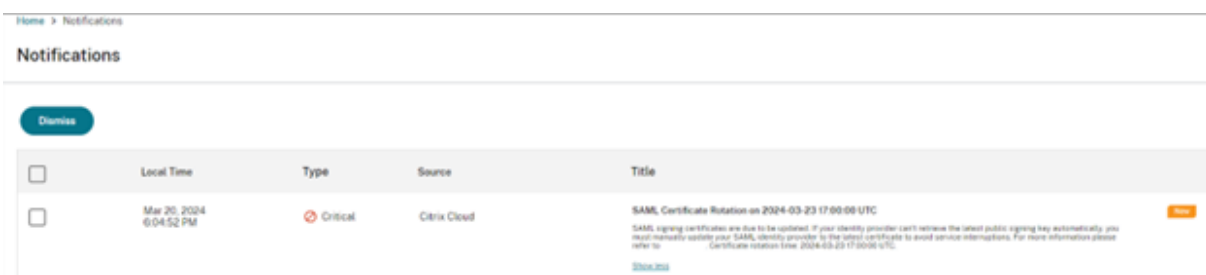 Home > Notifications
Notifications
Dismiss
Local Time Type Source Title
Mar 20, 2024
6:04:52 PM
Critical
Citrix Cloud
SAML Certificate Rotation on 2024-03-23 17:00:00 UTC
New
SAML signing certificates are due to be updated. If your identity provider can't retrieve the latest public signing key automatically, you
must manually update your SAML identity provider to the latest certificate to avoid service interruptions. For more information please
refer to . Certificate rotation time: 2024-03-23 17:00:00 UTC.
Show less